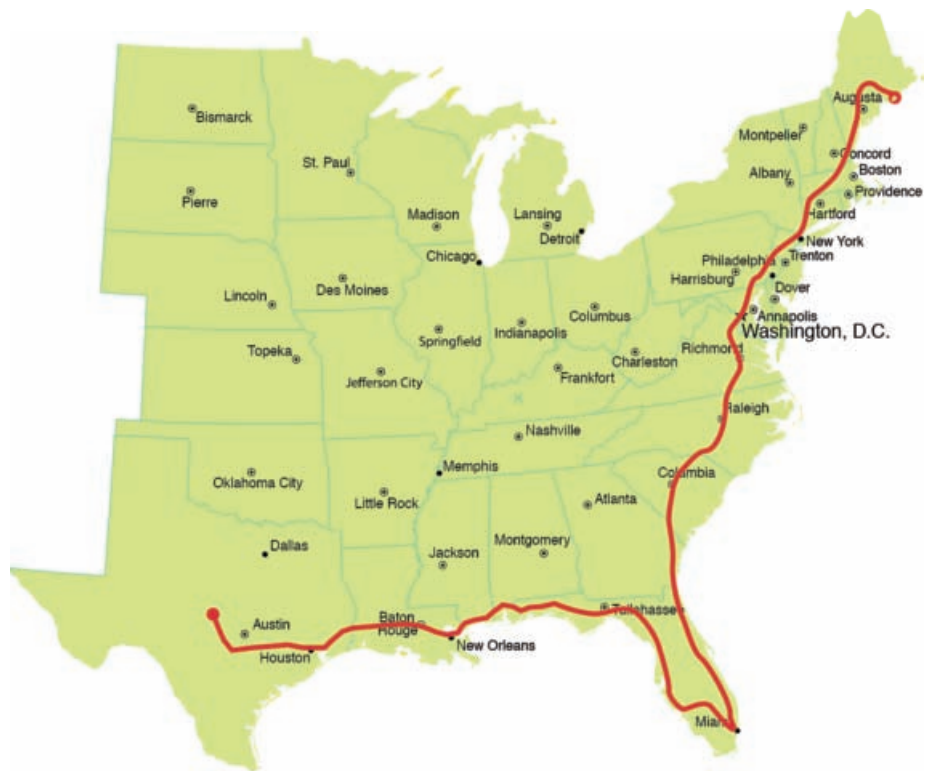 Augusta
Bismarck
Montpelier
Concord
St. Paul
Boston
Albany
Pierre
Providence
Hartford
Madison
Lansing
Detroit
New York
Chicago
Philadelphia
Trenton
Harrisburg
Des Moines
Lincoln
Dover
Columbus
Annapolis
Springfield
Indianapolis
Washington, D.C.
Topeka
Richmond
Charleston
Jefferson City
Frankfort
Raleigh
Nashville
Memphis
Columbia
Oklahoma City
Little Rock
Atlanta
Dallas
Montgomery
Jackson
Tallahassee
Baton
Rouge
Austin
New Orleans
Houston
Miami